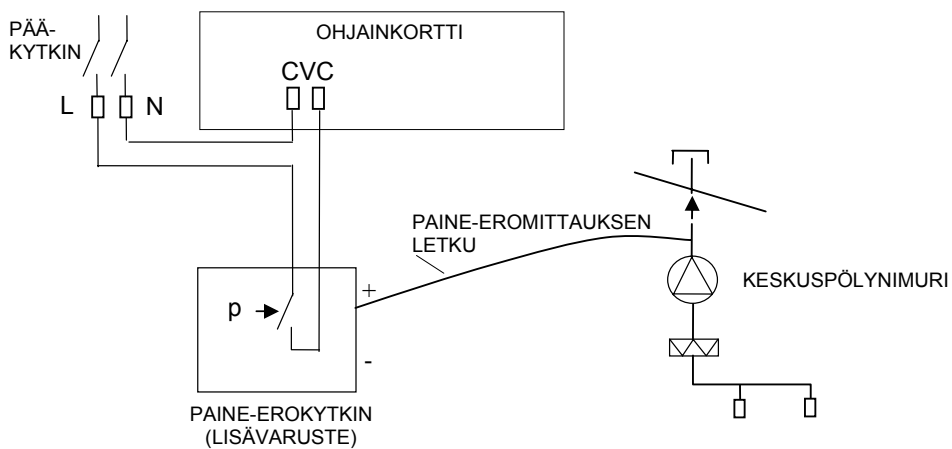 PÄÄ-
KYTKIN
OHJAINKORTTI
CVC
L
N
PAINE-EROMITTAUKSEN
LETKU
KESKUSPÖLYNIMURI
+
p
-
PAINE-EROKYTKIN
(LISÄVARUSTE)